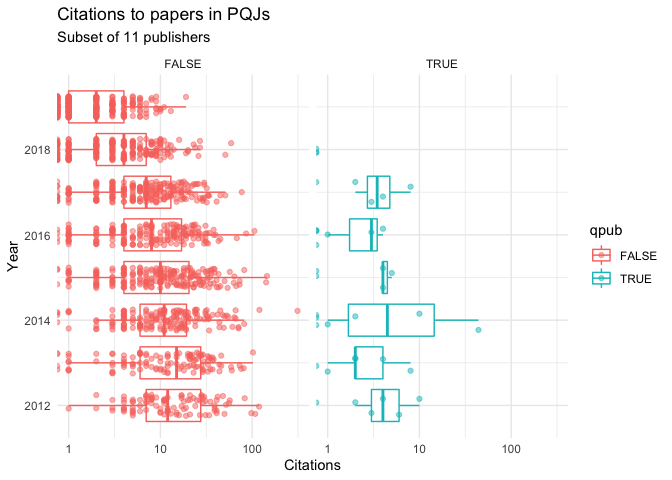 Citations to papers in PQJs
Subset of 11 publishers
FALSE
TRUE
2018
2016
2014
2012
Year
1
10
100
1
10
100
Citations
qpub
FALSE
TRUE